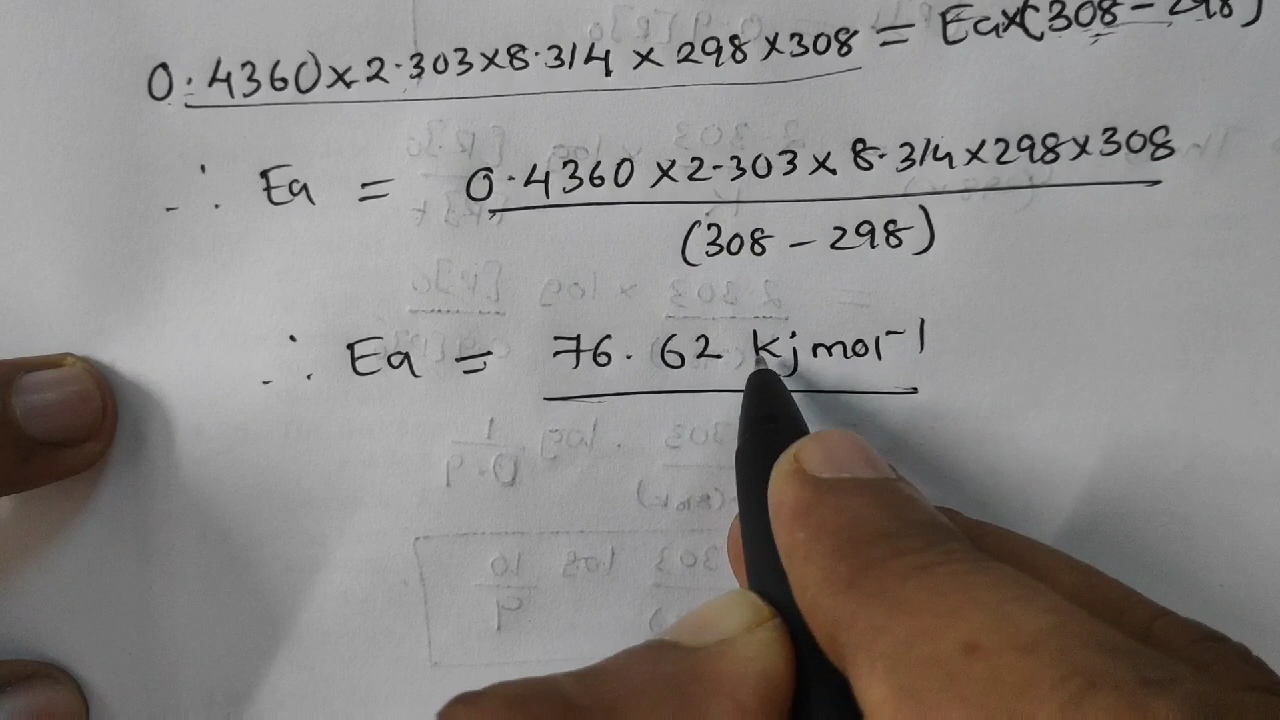 0.4360×2.303×8.314×298×308 = Ea×(308-298)
∴ Ea = 0.4360×2.303×8.314×298×308
(308-298)
∴ Ea = 76.62 kjmol-1